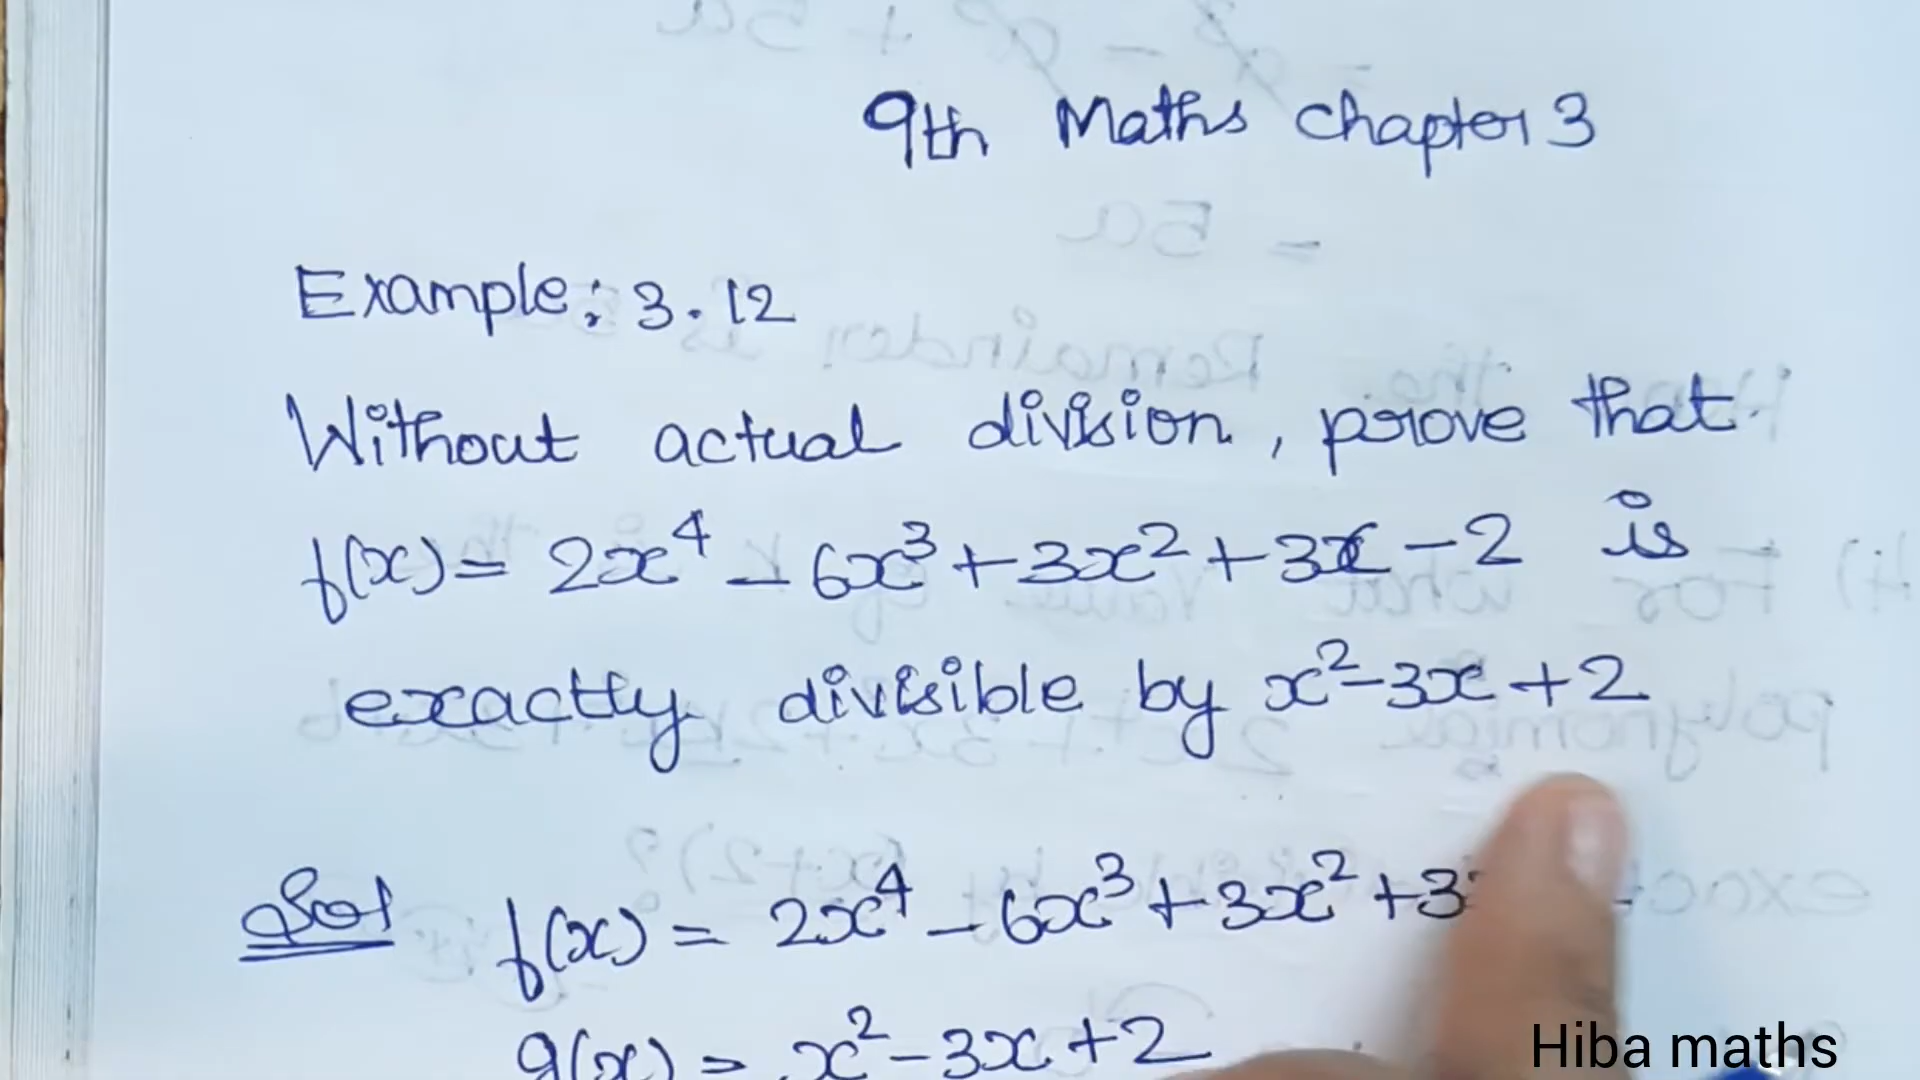 9th Maths Chapter 3
Example: 3.12
Without actual division, prove that
f(x) = 2x⁴ - 6x³ + 3x² + 3x - 2 is
exactly divisible by x² - 3x + 2
Sol f(x) = 2x⁴ - 6x³ + 3x² + 3
g(x) = x² - 3x + 2
Hiba maths